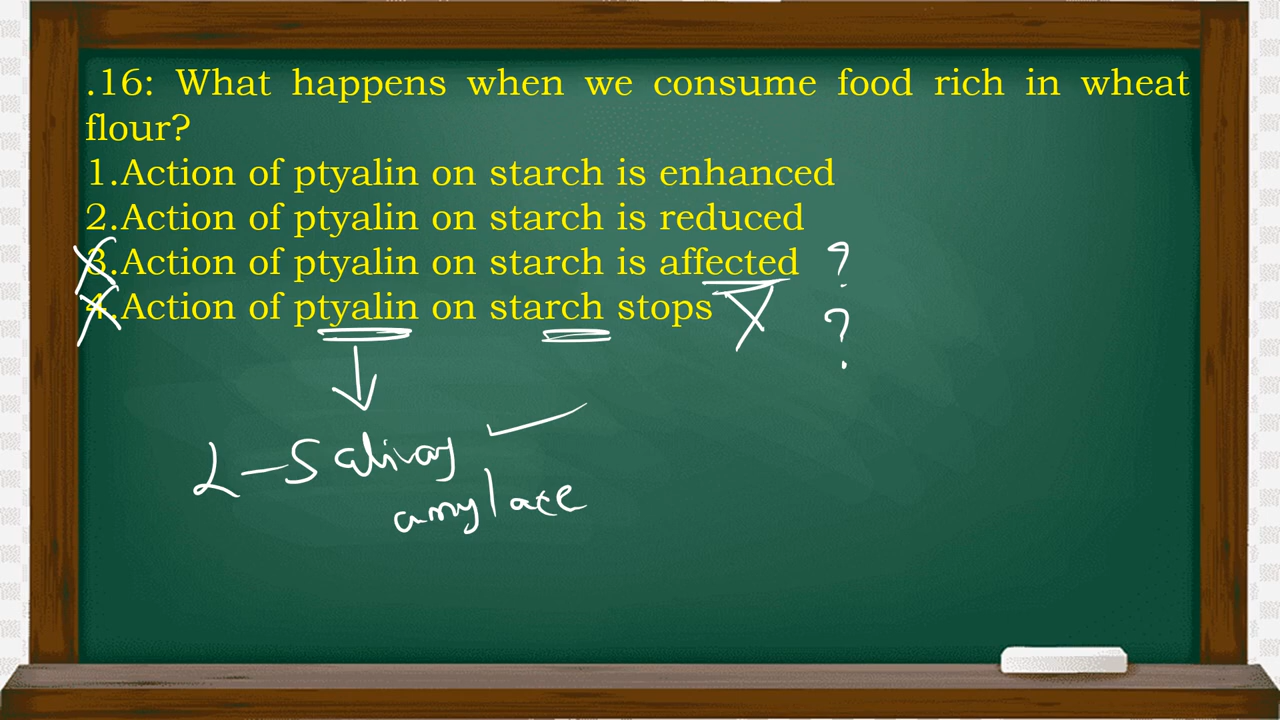 .16: What happens when we consume food rich in wheat
flour?
1.Action of ptyalin on starch is enhanced
2.Action of ptyalin on starch is reduced
3.Action of ptyalin on starch is affected ?
4.Action of ptyalin on starch stops ?
Salivary
amylase